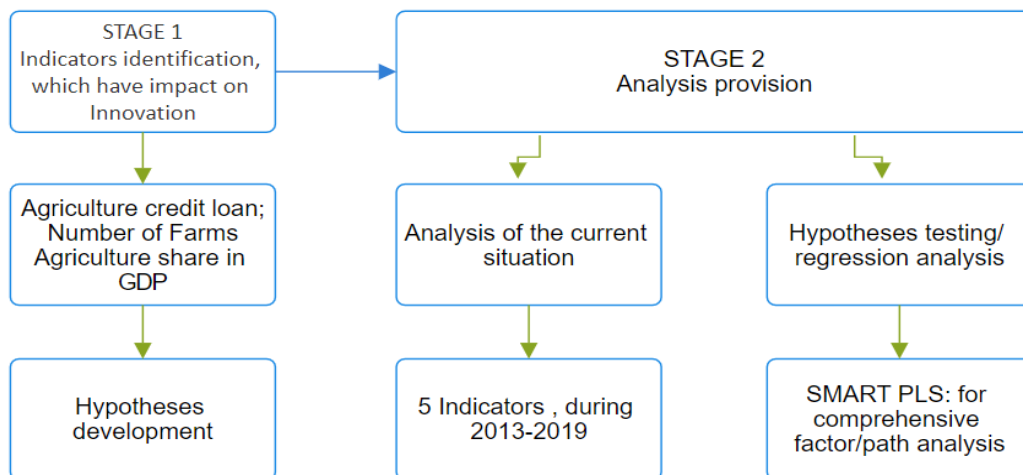 STAGE 1
Indicators identification,
which have impact on
Innovation
STAGE 2
Analysis provision
Agriculture credit loan;
Number of Farms
Agriculture share in
GDP
Analysis of the current
situation
Hypotheses testing/
regression analysis
Hypotheses
development
5 Indicators , during
2013-2019
SMART PLS: for
comprehensive
factor/path analysis